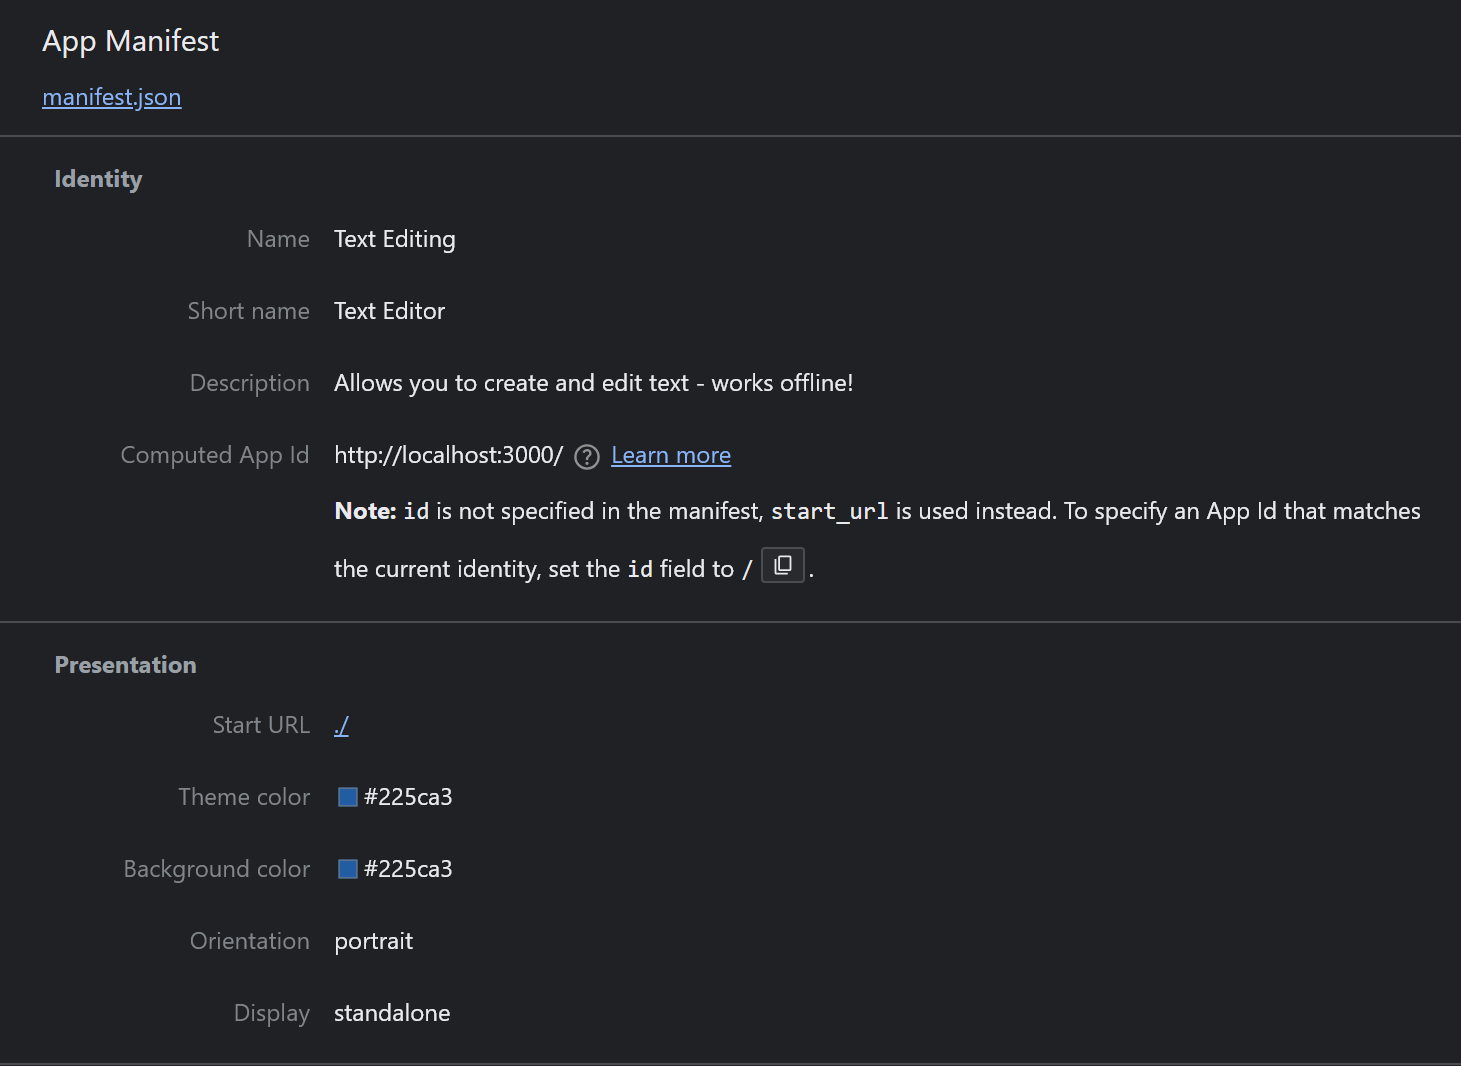 App Manifest
manifest.json
Identity
Name Text Editing
Short name Text Editor
Description Allows you to create and edit text - works offline!
Computed App Id http://localhost:3000/ ? Learn more
Note: id is not specified in the manifest, start_url is used instead. To specify an App Id that matches
the current identity, set the id field to / .
Presentation
Start URL ./
Theme color #225ca3
Background color #225ca3
Orientation portrait
Display standalone